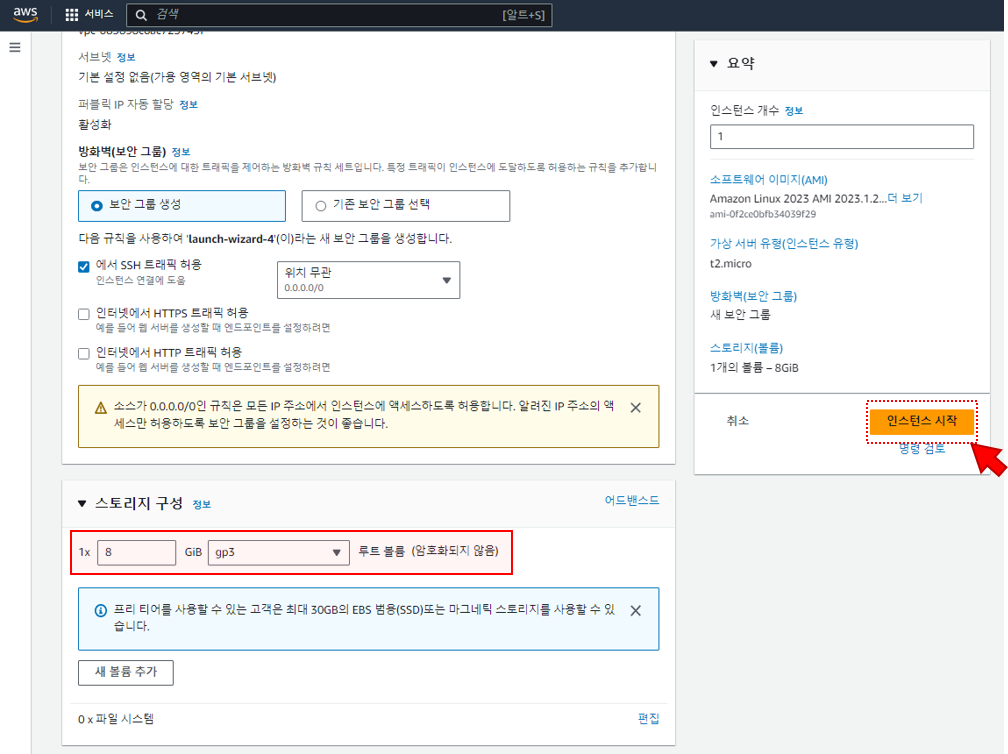 aws
서비스
검색
[알트+S]
서브넷 정보
기본 설정 없음(가용 영역의 기본 서브넷)
퍼블릭 IP 자동 할당 정보
활성화
방화벽(보안 그룹) 정보
보안 그룹은 인스턴스에 대한 트래픽을 제어하는 방화벽 규칙 세트입니다. 특정 트래픽이 인스턴스에 도달하도록 허용하는 규칙을 추가합니
다.
보안 그룹 생성
기존 보안 그룹 선택
다음 규칙을 사용하여 'launch-wizard-4'(이)라는 새 보안 그룹을 생성합니다.
에서 SSH 트래픽 허용
인스턴스 연결에 도움
위치 무관
0.0.0.0/0
인터넷에서 HTTPS 트래픽 허용
예를 들어 웹 서버를 생성할 때 엔드포인트를 설정하려면
인터넷에서 HTTP 트래픽 허용
예를 들어 웹 서버를 생성할 때 엔드포인트를 설정하려면
소스가 0.0.0.0/0인 규칙은 모든 IP 주소에서 인스턴스에 액세스하도록 허용합니다. 알려진 IP 주소의 액
세스만 허용하도록 보안 그룹을 설정하는 것이 좋습니다.
스토리지 구성 정보
어드밴스드
1x 8 GiB gp3 루트 볼륨 (암호화되지 않음)
프리 티어를 사용할 수 있는 고객은 최대 30GB의 EBS 범용(SSD)또는 마그네틱 스토리지를 사용할 수 있
습니다.
새 볼륨 추가
0 x 파일 시스템
편집
요약
인스턴스 개수 정보
1
소프트웨어 이미지(AMI)
Amazon Linux 2023 AMI 2023.1.2...더 보기
ami-0f2ce0bfb34039f29
가상 서버 유형(인스턴스 유형)
t2.micro
방화벽(보안 그룹)
새 보안 그룹
스토리지(볼륨)
1개의 볼륨 – 8GiB
취소
인스턴스 시작
명령 검토